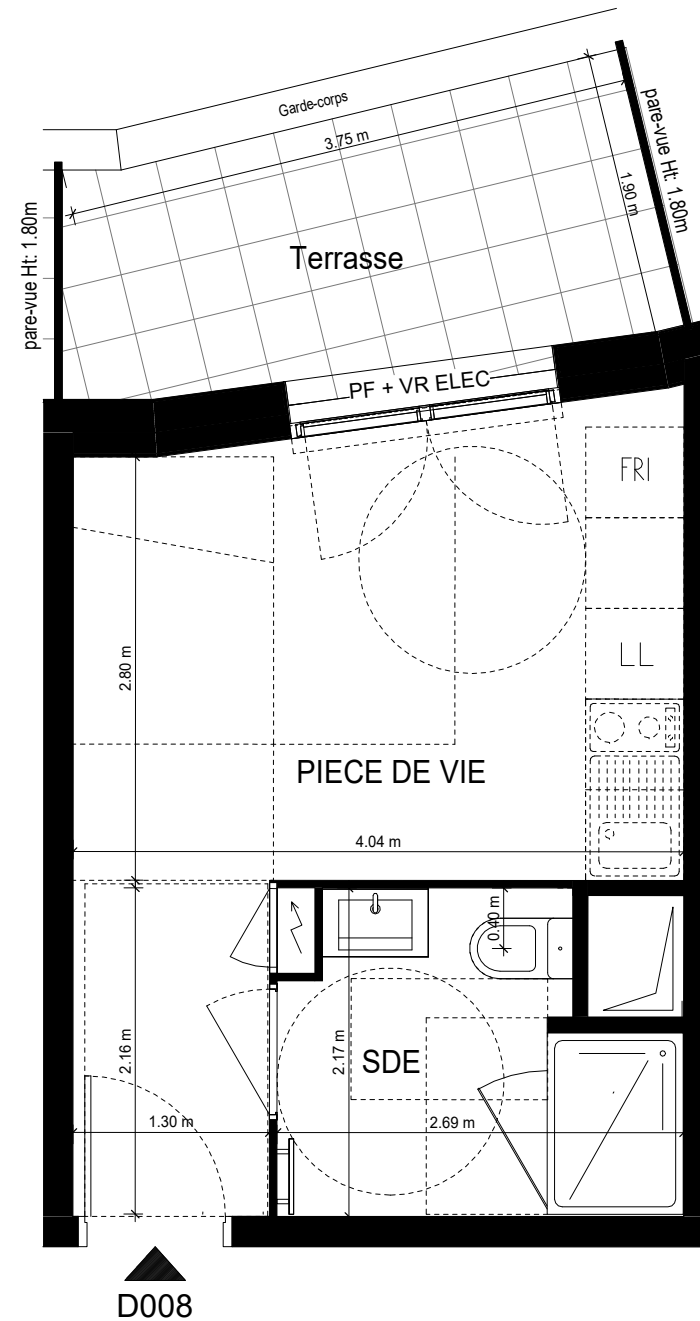 Garde-corps
3.75 m
pare-vue Ht: 1.80m
1.90 m
pare-vue Ht: 1.80m
Terrasse
PF + VR ELEC
FRI
2.80 m
LL
PIECE DE VIE
4.04 m
0.40 m
2.16 m
2.17 m
SDE
1.30 m
2.69 m
D008